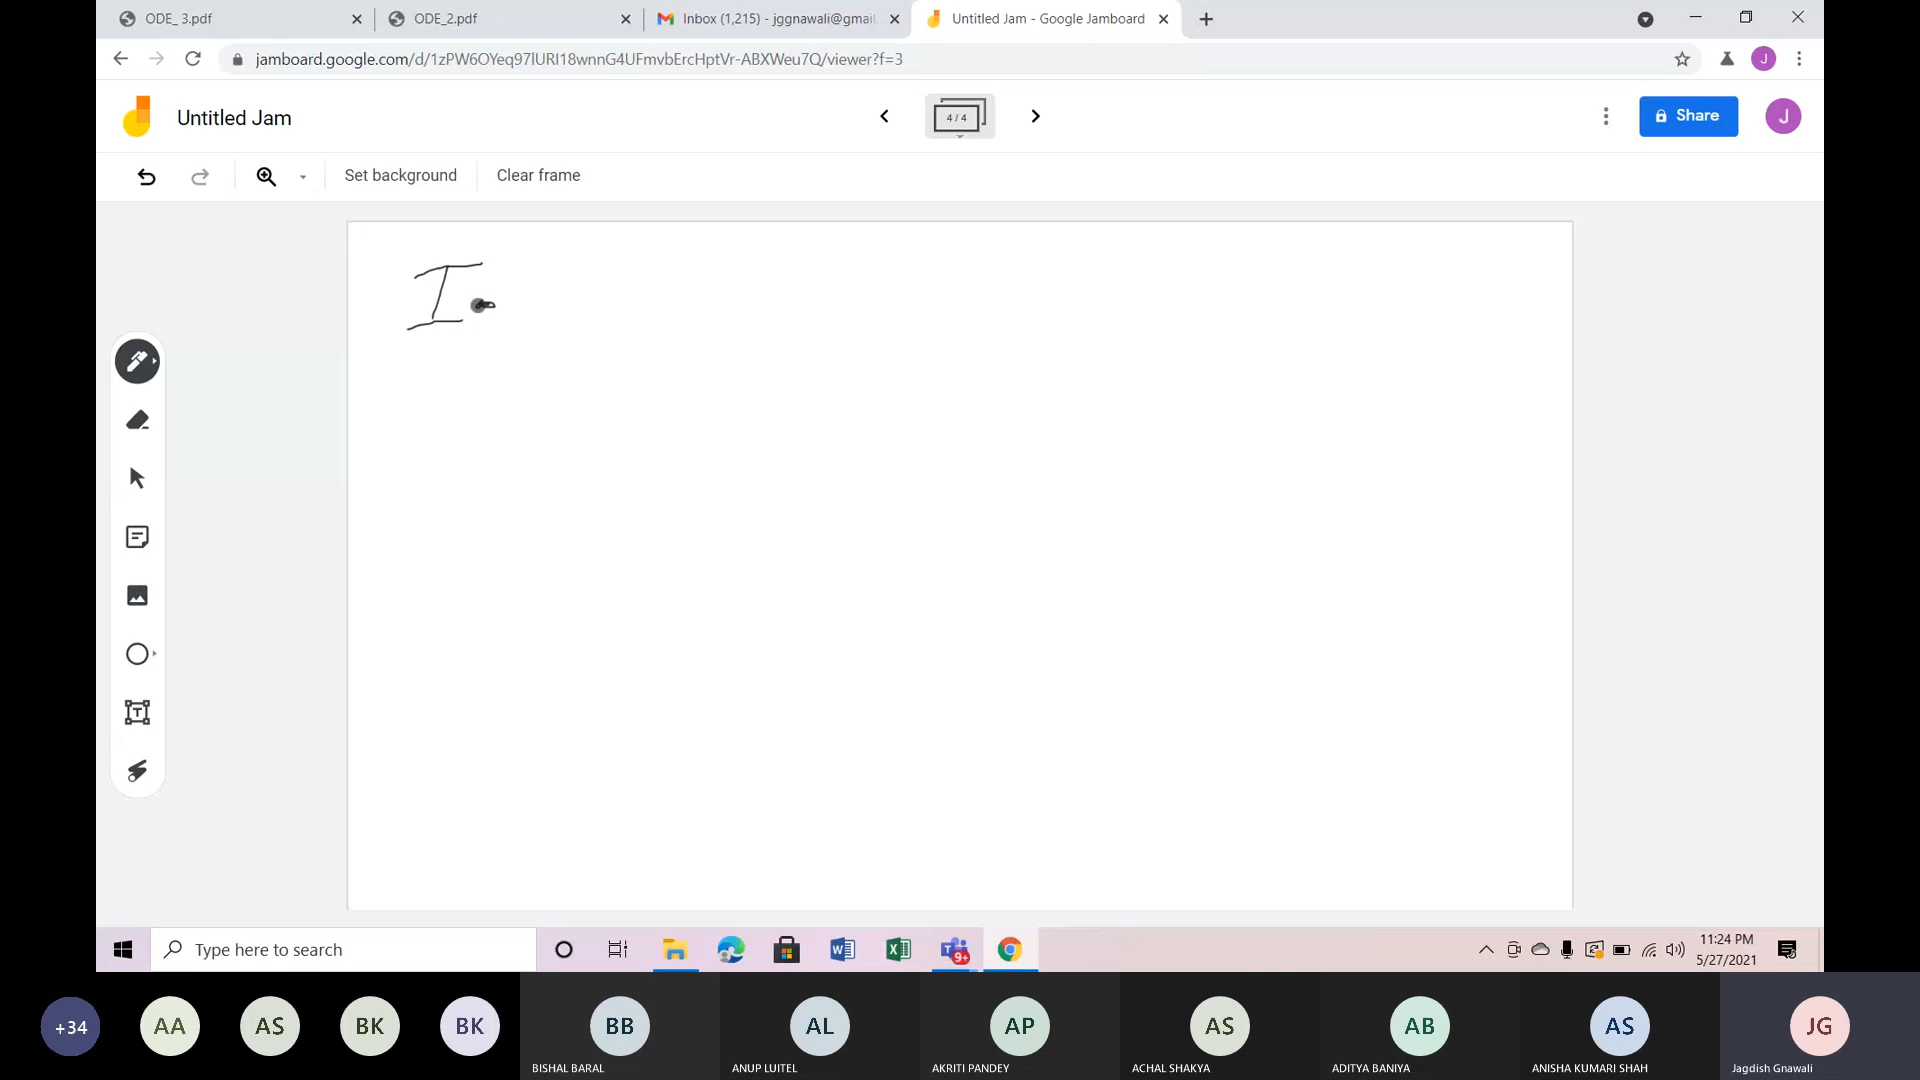 ODE_ 3.pdf
ODE_2.pdf
Inbox (1,215) - jggnawali@gmail
Untitled Jam - Google Jamboard
jamboard.google.com/d/1zPW6OYeq97lURI18wnnG4UFmvbErcHptVr-ABXWeu7Q/viewer?f=3
J
Untitled Jam
4 / 4
Share
J
Set background
Clear frame
I
Type here to search
9+
11:24 PM
5/27/2021
+34
AA
AS
BK
BK
BB
AL
AP
AS
AB
AS
JG
BISHAL BARAL
ANUP LUITEL
AKRITI PANDEY
ACHAL SHAKYA
ADITYA BANIYA
ANISHA KUMARI SHAH
Jagdish Gnawali